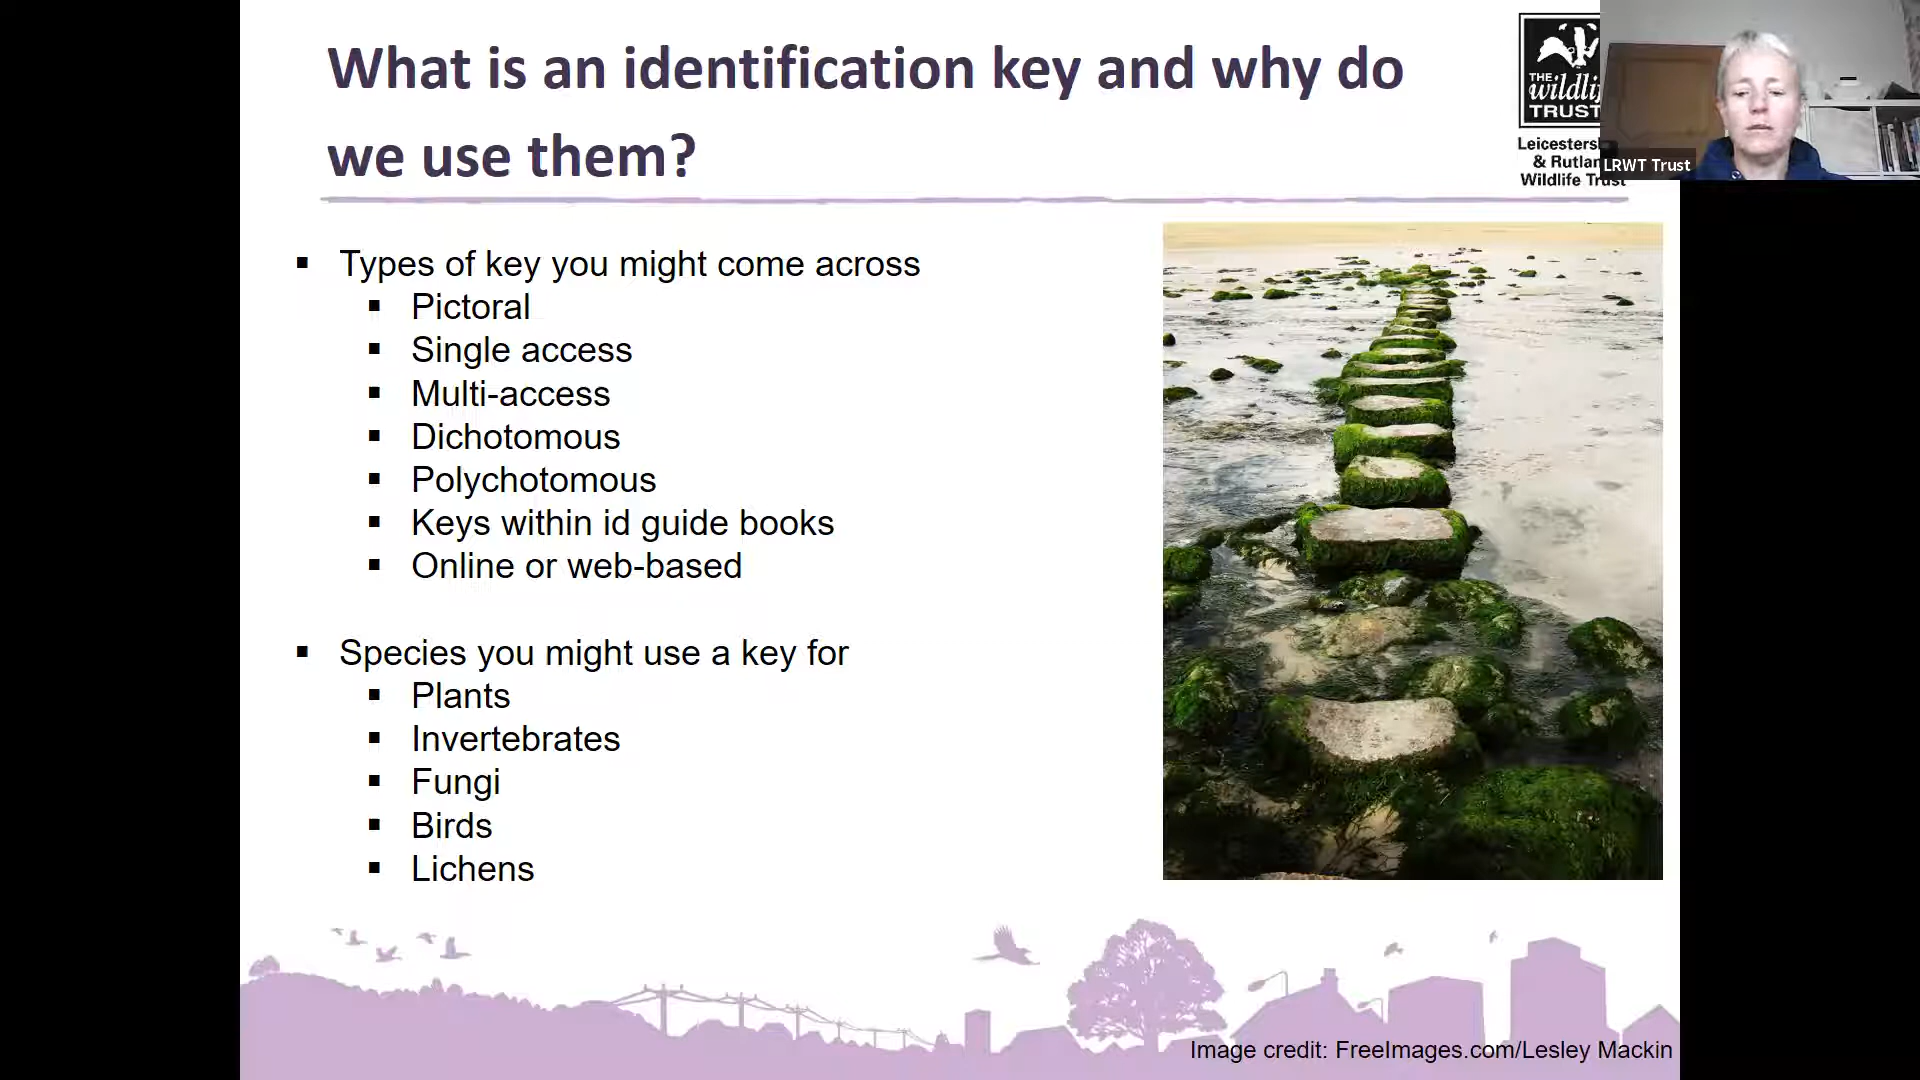 What is an identification key and why do
we use them?
THE
wildli
TRUST
Leicesters
& Rutlan
Wildlife Trust
LRWT Trust
▪ Types of key you might come across
▪ Pictoral
▪ Single access
▪ Multi-access
▪ Dichotomous
▪ Polychotomous
▪ Keys within id guide books
▪ Online or web-based
▪ Species you might use a key for
▪ Plants
▪ Invertebrates
▪ Fungi
▪ Birds
▪ Lichens
Image credit: FreeImages.com/Lesley Mackin